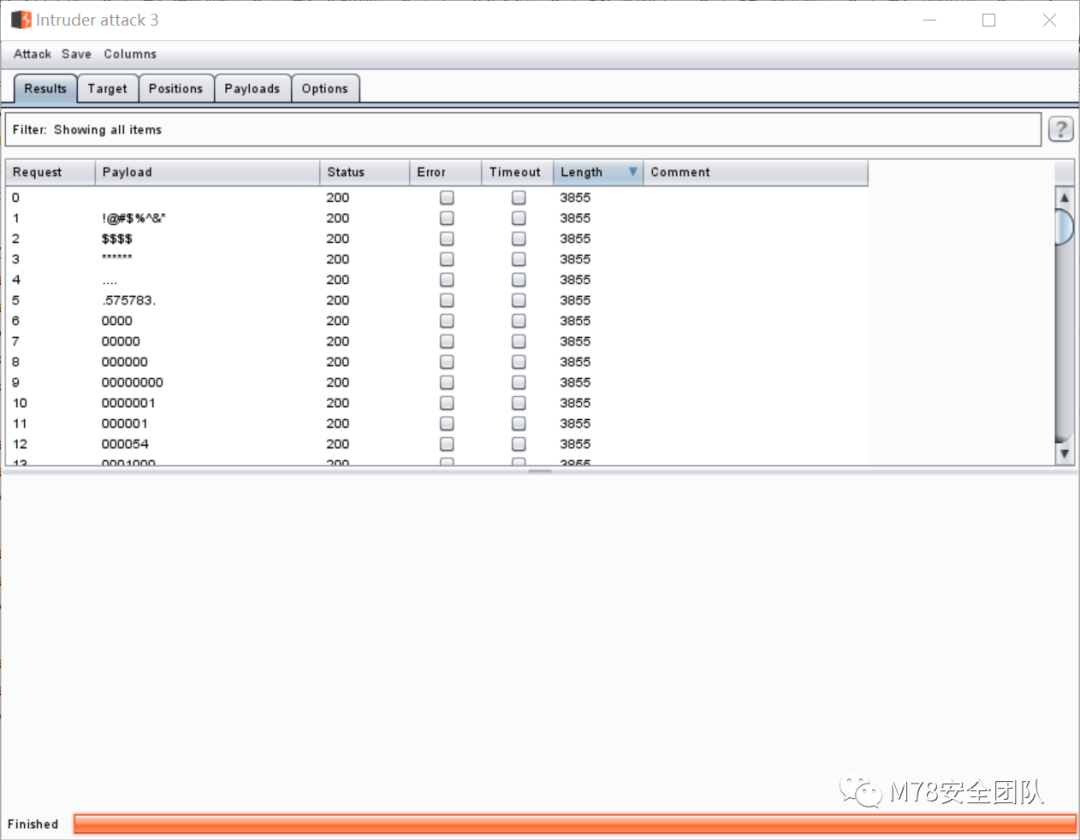 Intruder attack 3
Attack Save Columns
Results Target Positions Payloads Options
Filter: Showing all items ?
Request Payload Status Error Timeout Length Comment
0 200 3855
1 !@#$%^&* 200 3855
2 $$$$ 200 3855
3 ****** 200 3855
4 .... 200 3855
5 .575783. 200 3855
6 0000 200 3855
7 00000 200 3855
8 000000 200 3855
9 00000000 200 3855
10 0000001 200 3855
11 000001 200 3855
12 000054 200 3855
13 0001000 200 3855
M78安全团队
Finished